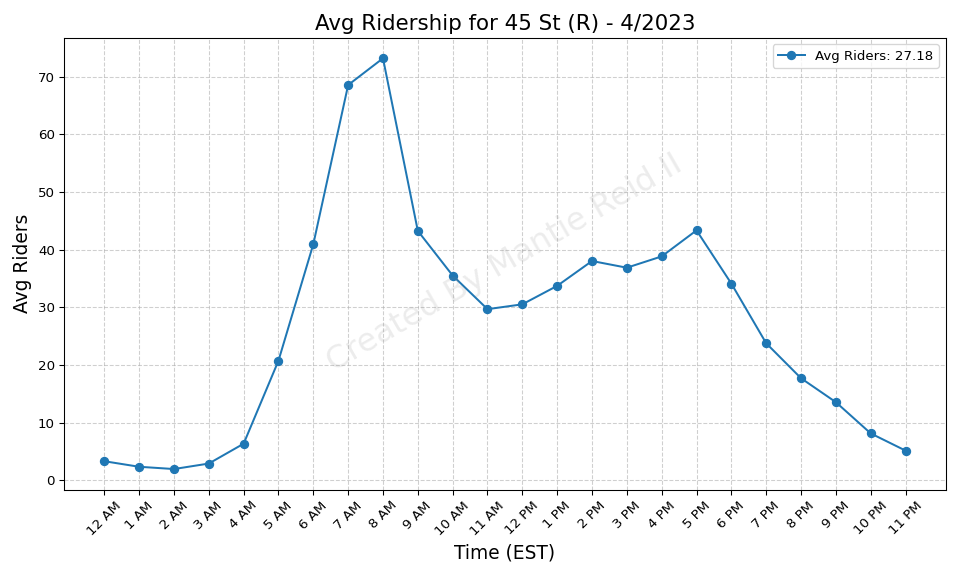 Avg Ridership for 45 St (R) - 4/2023
Avg Riders: 27.18
Avg Riders
70
60
50
40
30
20
10
0
Created By Mantie Reid II
12 AM
1 AM
2 AM
3 AM
4 AM
5 AM
6 AM
7 AM
8 AM
9 AM
10 AM
11 AM
12 PM
1 PM
2 PM
3 PM
4 PM
5 PM
6 PM
7 PM
8 PM
9 PM
10 PM
11 PM
Time (EST)